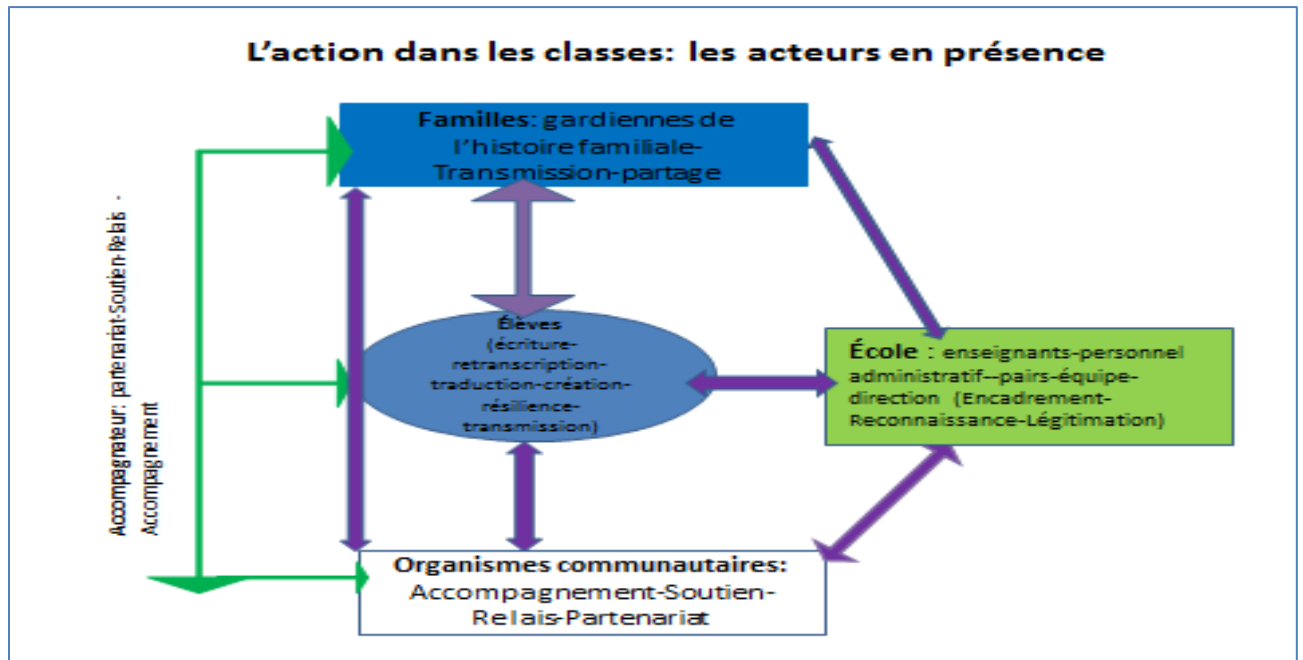 L'action dans les classes: les acteurs en présence
Familles: gardiennes de
l'histoire familiale-
Transmission-partage
Accompagnateur: partenariat-Soutien-Relais -
Accompagnement
Élèves
(écriture-
retranscription-
traduction-création-
résilience-
transmission)
École : enseignants-personnel
administratif--pairs-équipe-
direction (Encadrement-
Reconnaissance-Légitimation)
Organismes communautaires:
Accompagnement-Soutien-
Relais-Partenariat